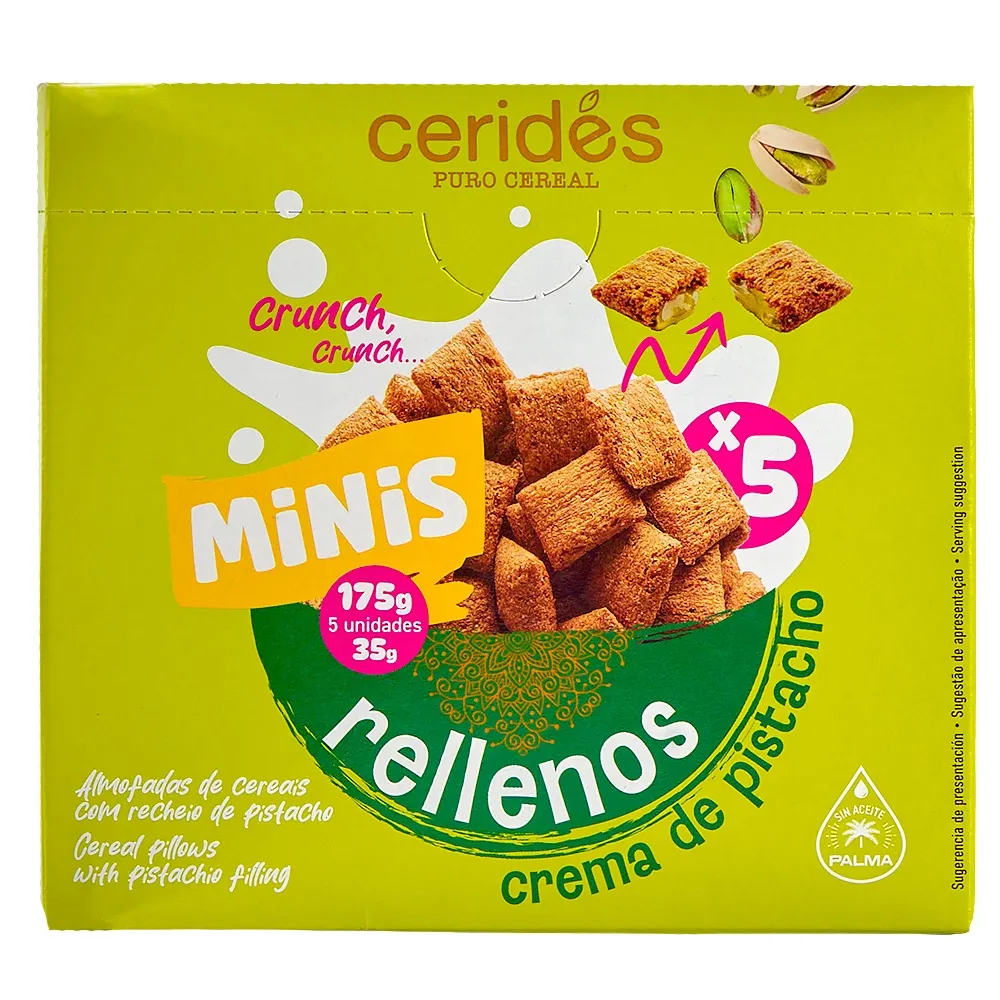 ceridés
PURO CEREAL
Crunch,
Crunch...
MiNiS
x5
175g
5 unidades
35g
rellenos
crema de pistacho
Almofadas de cereais
com recheio de pistacho
Cereal pillows
with pistachio filling
SIN ACEITE
PALMA
Sugerencia de presentación • Sugestão de apresentação • Serving suggestion